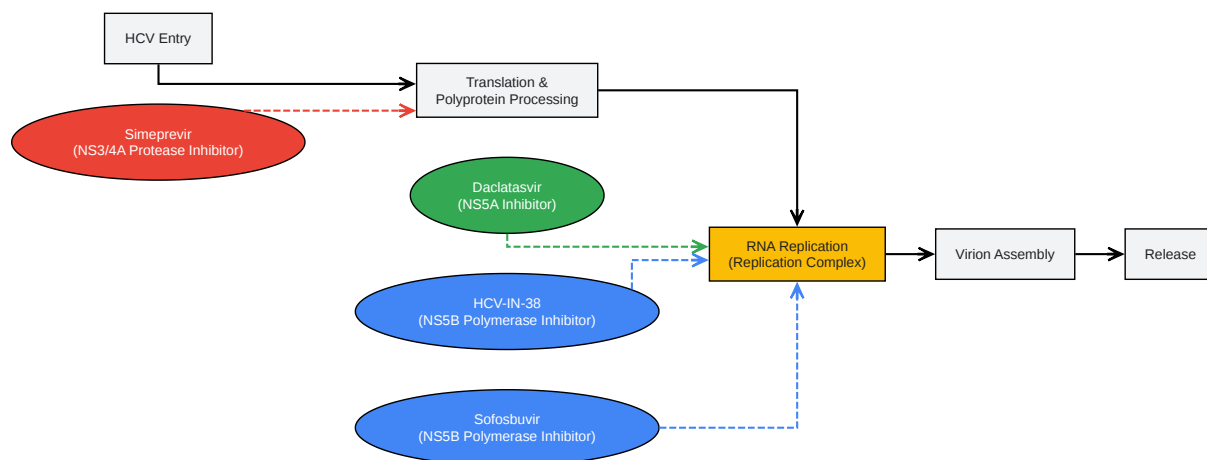 HCV Entry
Translation &
Polyprotein Processing
Simeprevir
(NS3/4A Protease Inhibitor)
Daclatasvir
(NS5A Inhibitor)
RNA Replication
(Replication Complex)
Virion Assembly
Release
HCV-IN-38
(NS5B Polymerase Inhibitor)
Sofosbuvir
(NS5B Polymerase Inhibitor)